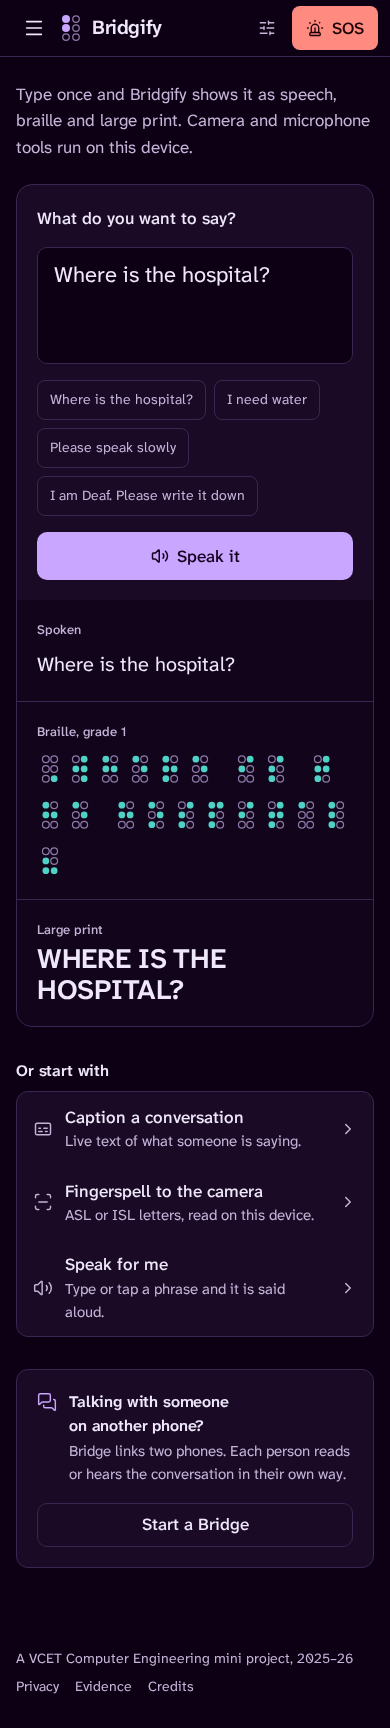 Bridgify
SOS
Type once and Bridgify shows it as speech,
braille and large print. Camera and microphone
tools run on this device.
What do you want to say?
Where is the hospital?
Where is the hospital?
I need water
Please speak slowly
I am Deaf. Please write it down
Speak it
Spoken
Where is the hospital?
Braille, grade 1
⠠⠺⠓⠑⠗⠑ ⠊⠎ ⠞
⠓⠑ ⠓⠕⠎⠏⠊⠞⠁⠇
⠦
Large print
WHERE IS THE
HOSPITAL?
Or start with
Caption a conversation
Live text of what someone is saying.
Fingerspell to the camera
ASL or ISL letters, read on this device.
Speak for me
Type or tap a phrase and it is said
aloud.
Talking with someone
on another phone?
Bridge links two phones. Each person reads
or hears the conversation in their own way.
Start a Bridge
A VCET Computer Engineering mini project, 2025–26
Privacy Evidence Credits